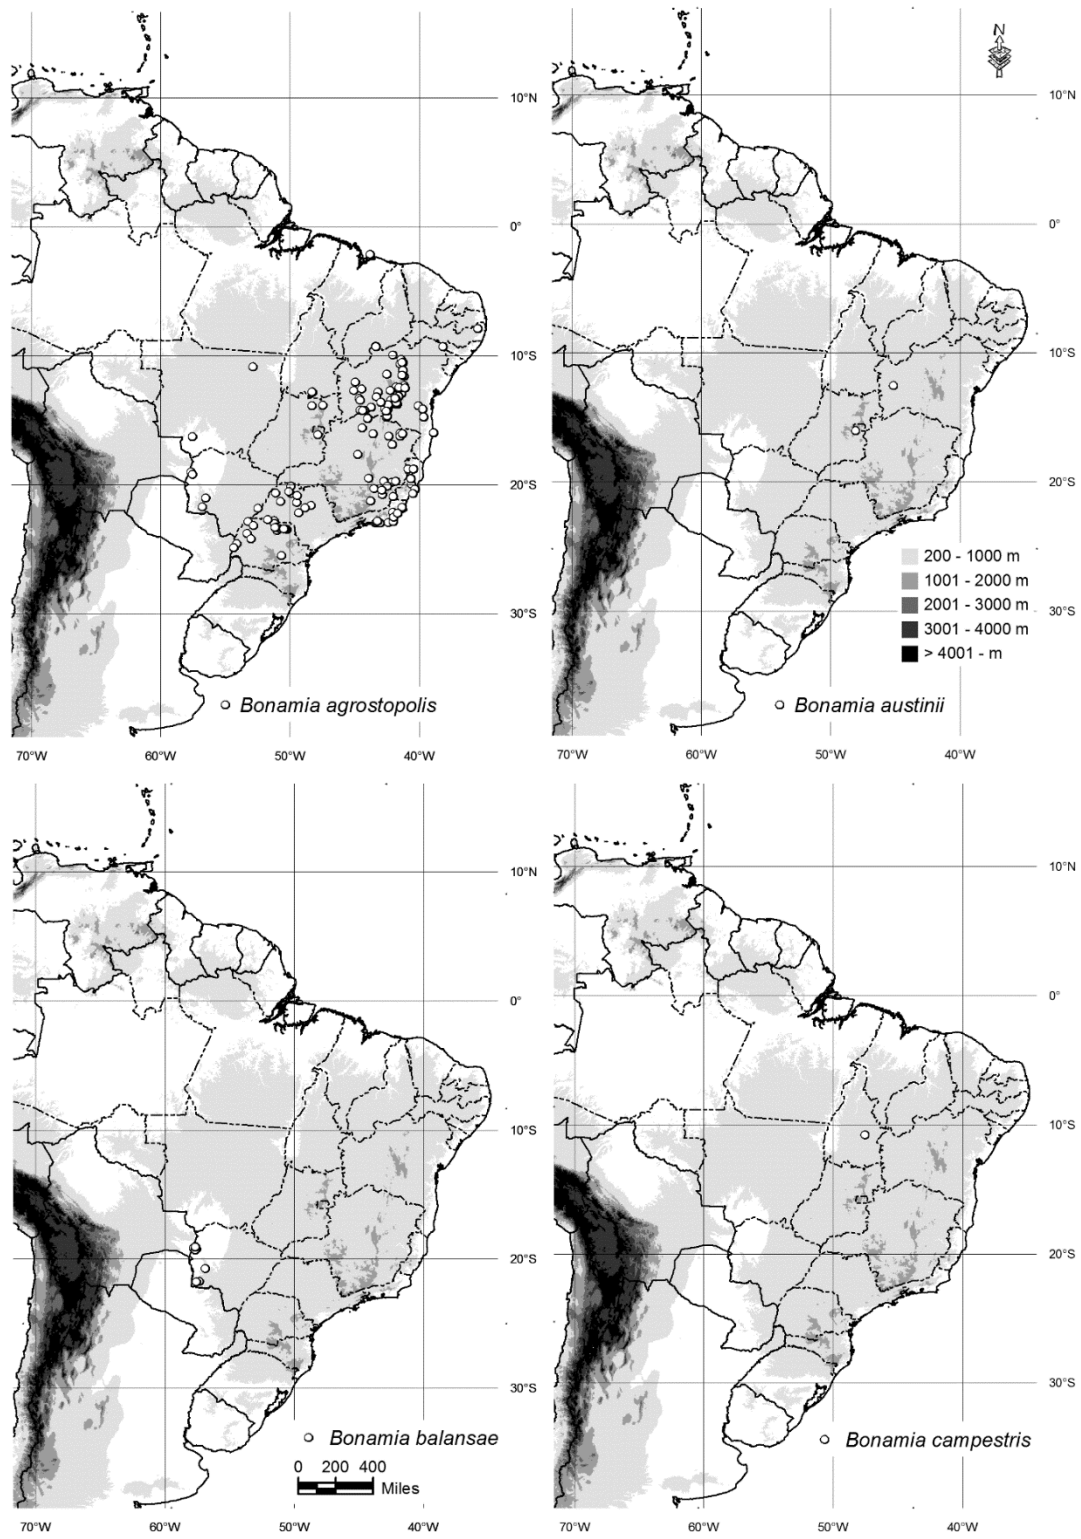 N
10°N
0°
10°S
20°S
30°S
Bonamia agrostopolis
70°W
60°W
50°W
40°W
10°N
0°
10°S
20°S
200 - 1000 m
1001 - 2000 m
2001 - 3000 m
3001 - 4000 m
> 4001 - m
30°S
Bonamia austinii
70°W
60°W
50°W
40°W
10°N
0°
10°S
20°S
30°S
Bonamia balansae
0 200 400
Miles
70°W
60°W
50°W
40°W
10°N
0°
10°S
20°S
30°S
Bonamia campestris
70°W
60°W
50°W
40°W